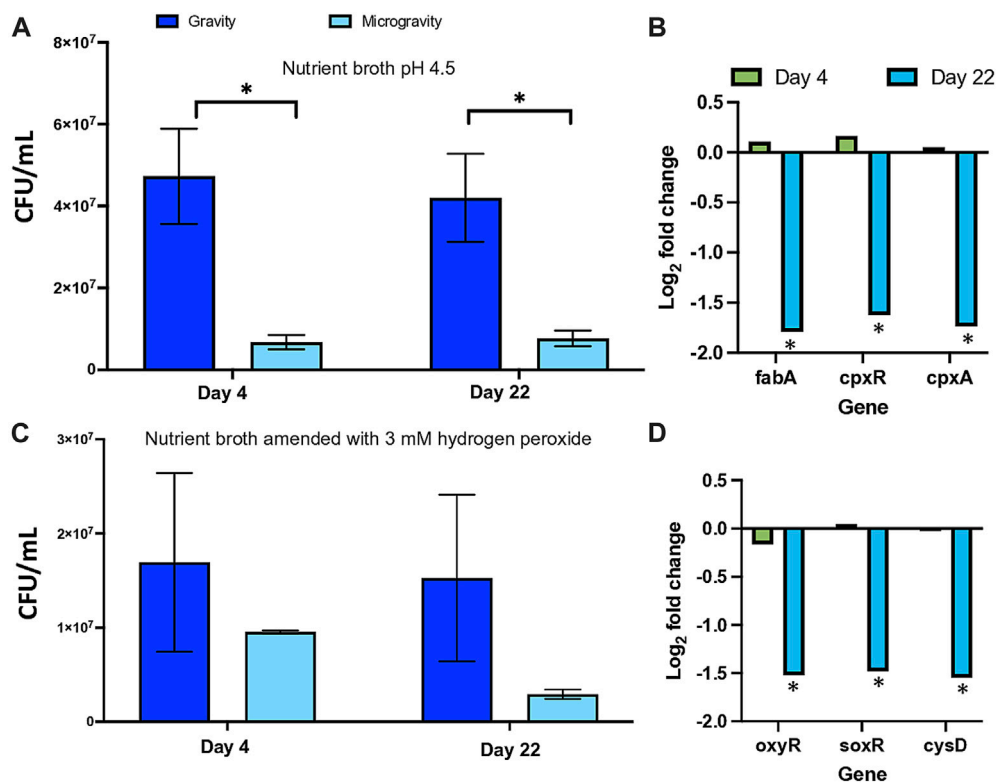 A
Gravity
Microgravity
8×10⁷
6×10⁷
4×10⁷
2×10⁷
0
CFU/mL
Nutrient broth pH 4.5
*
*
Day 4
Day 22
B
Day 4
Day 22
0.5
0.0
-0.5
-1.0
-1.5
-2.0
Log₂ fold change
*
*
*
fabA
cpxR
cpxA
Gene
C
Nutrient broth amended with 3 mM hydrogen peroxide
3×10⁷
2×10⁷
1×10⁷
0
CFU/mL
Day 4
Day 22
D
0.5
0.0
-0.5
-1.0
-1.5
-2.0
Log₂ fold change
*
*
*
oxyR
soxR
cysD
Gene